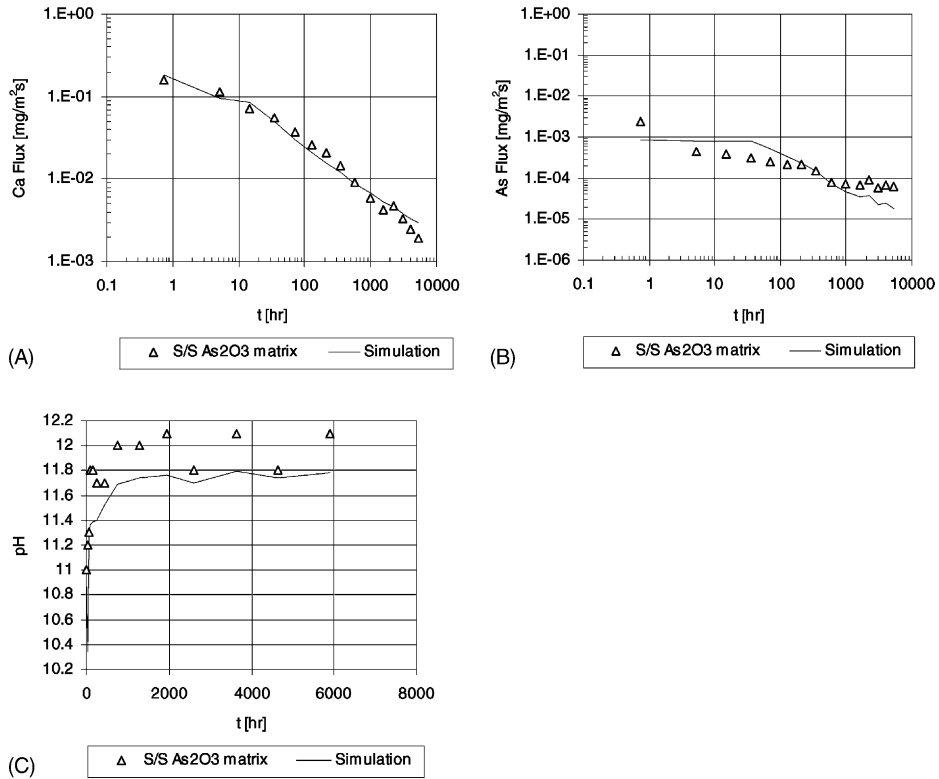 1.E+00
1.E-01
1.E-02
1.E-03
Ca Flux [mg/m²s]
0.1 1 10 100 1000 10000
t [hr]
S/S As2O3 matrix Simulation
(A)
1.E+00
1.E-01
1.E-02
1.E-03
1.E-04
1.E-05
1.E-06
As Flux [mg/m²s]
0.1 1 10 100 1000 10000
t [hr]
S/S As2O3 matrix Simulation
(B)
12.2
12
11.8
11.6
11.4
11.2
11
10.8
10.6
10.4
10.2
pH
0 2000 4000 6000 8000
t [hr]
S/S As2O3 matrix Simulation
(C)